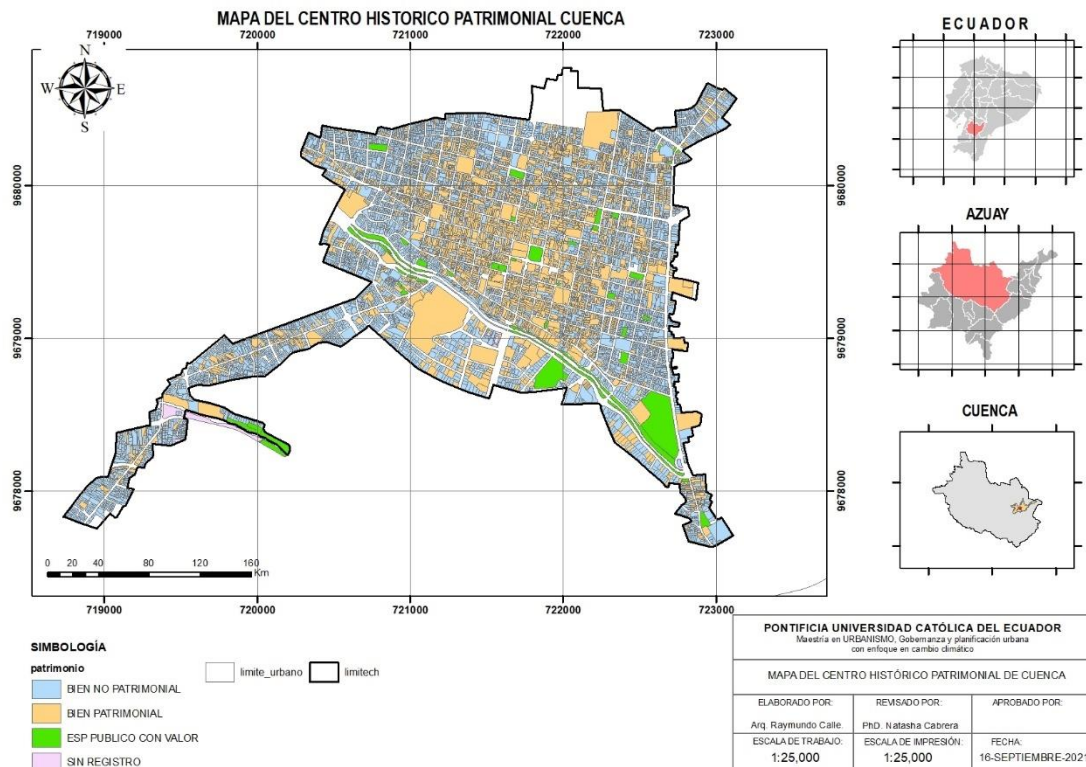 MAPA DEL CENTRO HISTORICO PATRIMONIAL CUENCA
719000 720000 721000 722000 723000
N
W E
S
9680000 9680000
9679000 9679000
9678000 9678000
0 20 40 80 120 160
Km
719000 720000 721000 722000 723000
ECUADOR
AZUAY
CUENCA
SIMBOLOGÍA
patrimonio
limite_urbano limitech
BIEN NO PATRIMONIAL
BIEN PATRIMONIAL
ESP PUBLICO CON VALOR
SIN REGISTRO
PONTIFICIA UNIVERSIDAD CATÓLICA DEL ECUADOR
Maestría en URBANISMO, Gobernanza y planificación urbana
con enfoque en cambio climático
MAPA DEL CENTRO HISTÓRICO PATRIMONIAL DE CUENCA
ELABORADO POR: REVISADO POR: APROBADO POR:
Arq. Raymundo Calle. PhD. Natasha Cabrera
ESCALA DE TRABAJO: ESCALA DE IMPRESIÓN: FECHA:
1:25,000 1:25,000 16-SEPTIEMBRE-2021